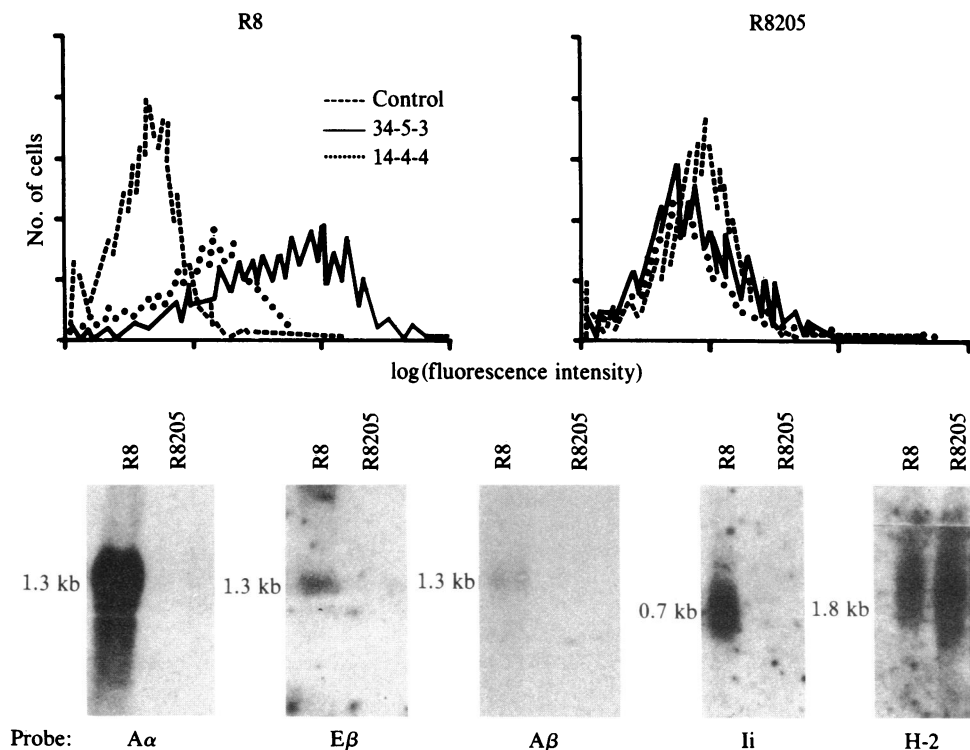 R8
R8205
No. of cells
Control
34-5-3
14-4-4
log(fluorescence intensity)
R8 R8205
R8 R8205
R8 R8205
R8 R8205
R8 R8205
1.3 kb
1.3 kb
1.3 kb
0.7 kb
1.8 kb
Probe: Aα Eβ Aβ Ii H-2